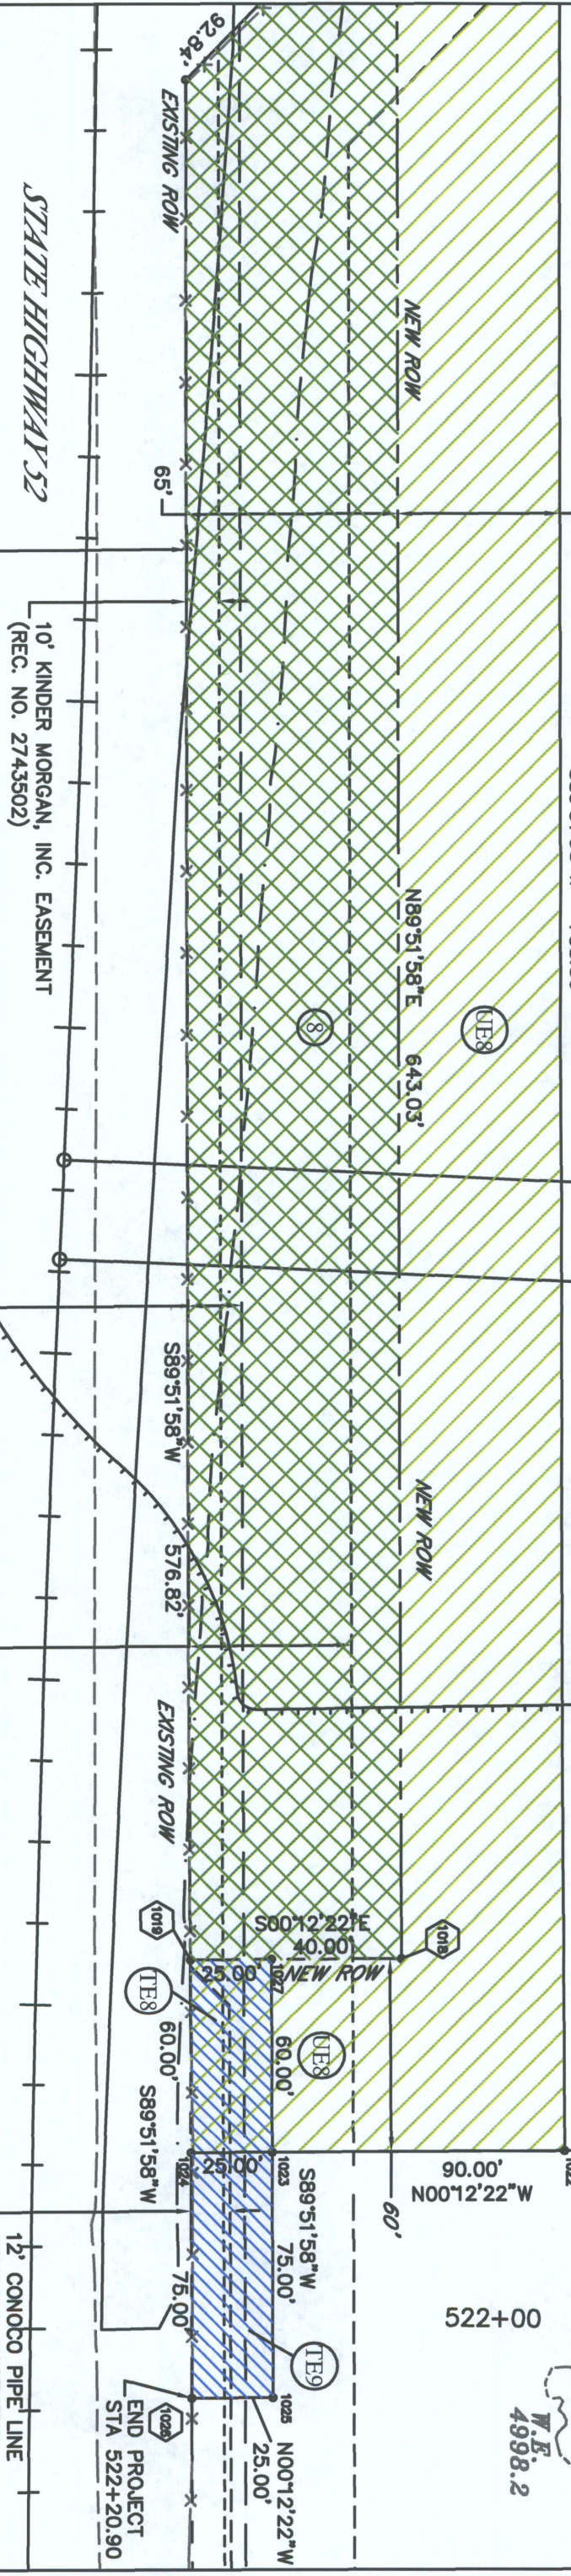 92.84'
EXISTING ROW
STATE HIGHWAY 52
NEW ROW
65'
10' KINDER MORGAN, INC. EASEMENT
(REC. NO. 2743502)
N89°51'58"E 643.03'
UE8
8
S89°51'58"W 576.82'
NEW ROW
EXISTING ROW
1019
1018
S00°12'22"E
40.00'
NEW ROW
25.00'
1027
TE8
UE8
60.00'
60.00'
S89°51'58"W
1024
25.00'
1023
60'
90.00'
N00°12'22"W
1022
S89°51'58"W 75.00'
75.00'
522+00
TE9
1025
N00°12'22"W
25.00'
1026
END PROJECT
STA 522+20.90
12' CONOCO PIPE LINE
W.E.
4998.2